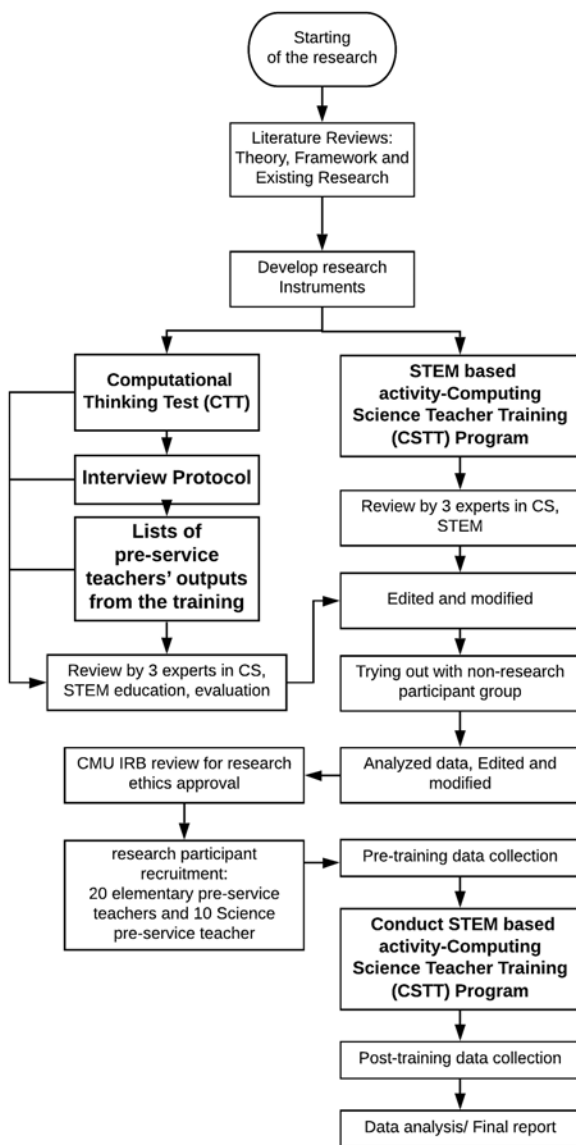 Starting
of the research
Literature Reviews:
Theory, Framework and
Existing Research
Develop research
Instruments
Computational
Thinking Test (CTT)
Interview Protocol
Lists of
pre-service
teachers' outputs
from the training
Review by 3 experts in CS,
STEM education, evaluation
STEM based
activity-Computing
Science Teacher Training
(CSTT) Program
Review by 3 experts in CS,
STEM
Edited and modified
Trying out with non-research
participant group
Analyzed data, Edited and
modified
CMU IRB review for research
ethics approval
research participant
recruitment:
20 elementary pre-service
teachers and 10 Science
pre-service teacher
Pre-training data collection
Conduct STEM based
activity-Computing
Science Teacher Training
(CSTT) Program
Post-training data collection
Data analysis/ Final report